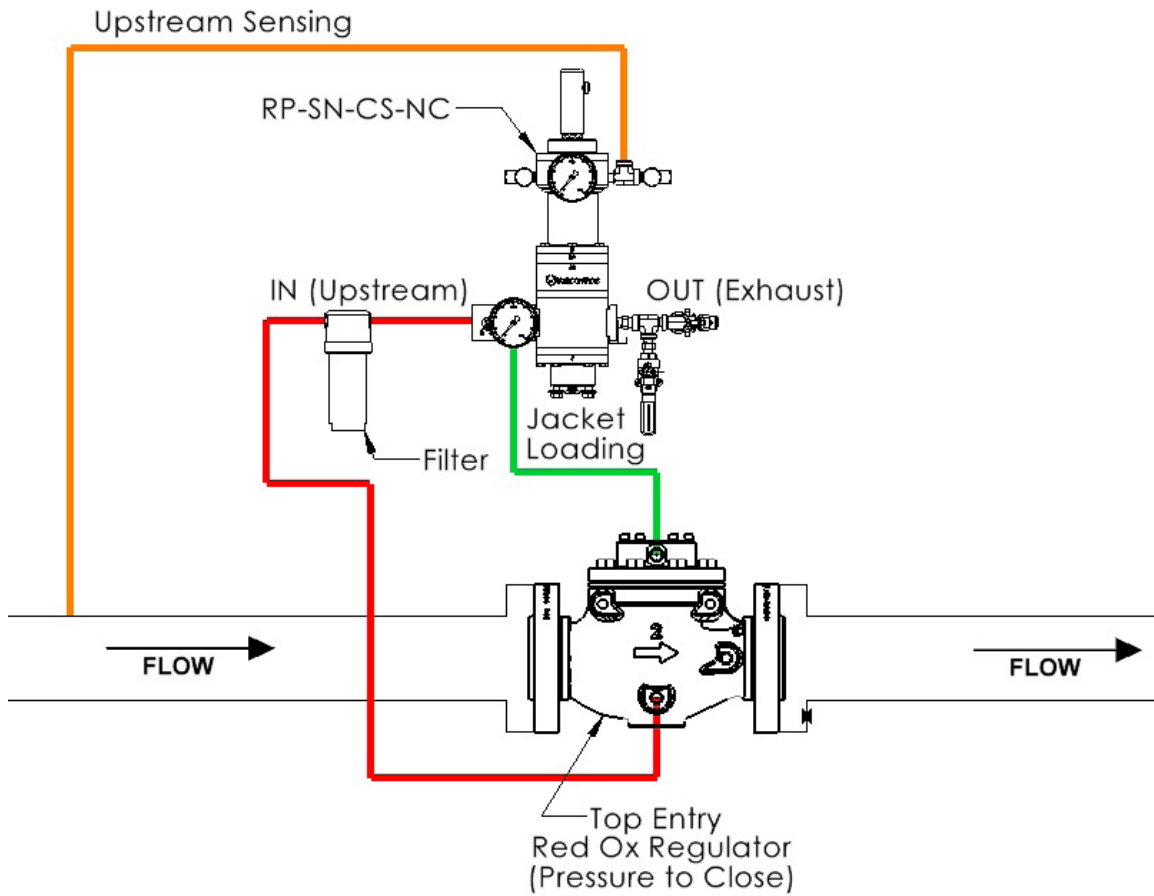 Upstream Sensing
RP-SN-CS-NC
IN (Upstream)
OUT (Exhaust)
Jacket
Loading
Filter
FLOW
FLOW
Top Entry
Red Ox Regulator
(Pressure to Close)